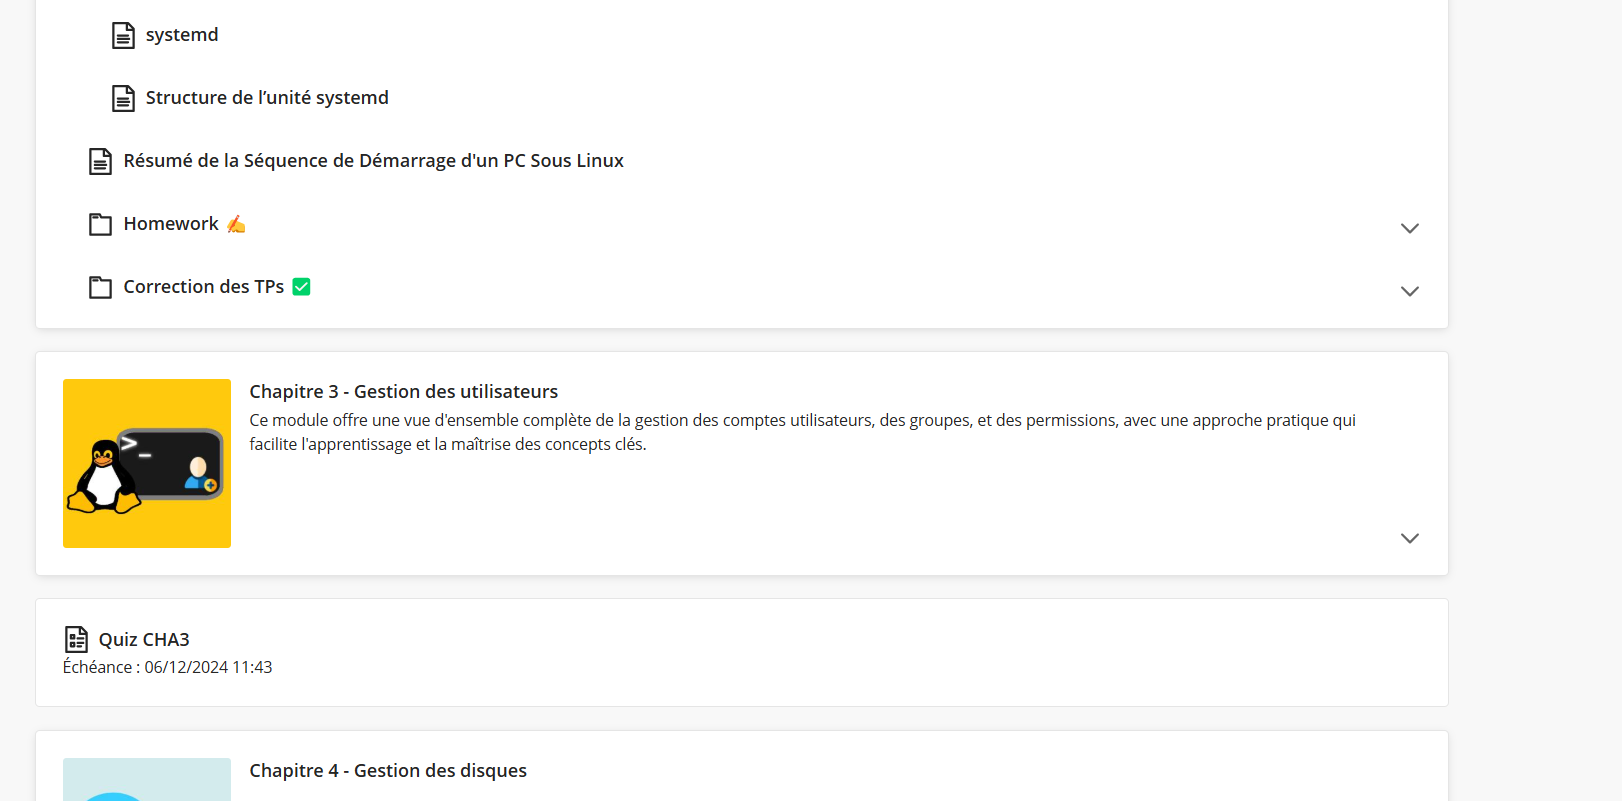 systemd
Structure de l’unité systemd
Résumé de la Séquence de Démarrage d'un PC Sous Linux
Homework ✍️
Correction des TPs ✅
Chapitre 3 - Gestion des utilisateurs
Ce module offre une vue d'ensemble complète de la gestion des comptes utilisateurs, des groupes, et des permissions, avec une approche pratique qui
facilite l'apprentissage et la maîtrise des concepts clés.
>_
Quiz CHA3
Échéance : 06/12/2024 11:43
Chapitre 4 - Gestion des disques